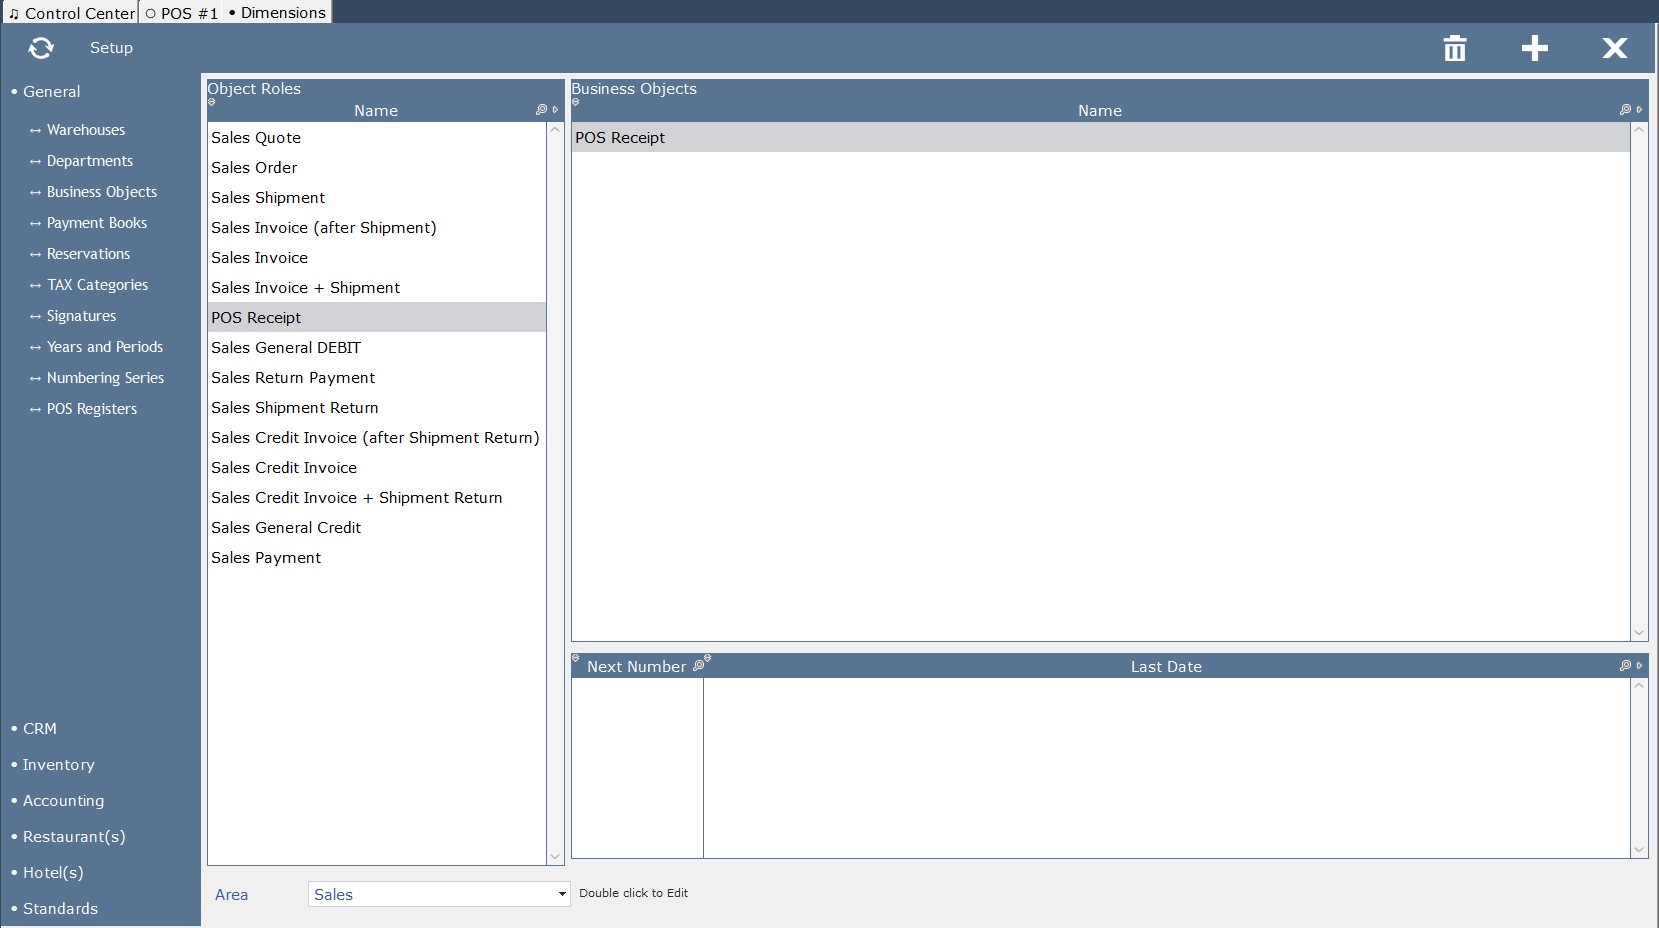 ♫ Control Center
○ POS #1
• Dimensions
Setup
• General
↔ Warehouses
↔ Departments
↔ Business Objects
↔ Payment Books
↔ Reservations
↔ TAX Categories
↔ Signatures
↔ Years and Periods
↔ Numbering Series
↔ POS Registers
• CRM
• Inventory
• Accounting
• Restaurant(s)
• Hotel(s)
• Standards
Object Roles
Name
Sales Quote
Sales Order
Sales Shipment
Sales Invoice (after Shipment)
Sales Invoice
Sales Invoice + Shipment
POS Receipt
Sales General DEBIT
Sales Return Payment
Sales Shipment Return
Sales Credit Invoice (after Shipment Return)
Sales Credit Invoice
Sales Credit Invoice + Shipment Return
Sales General Credit
Sales Payment
Business Objects
Name
POS Receipt
Next Number
Last Date
Area
Sales
Double click to Edit